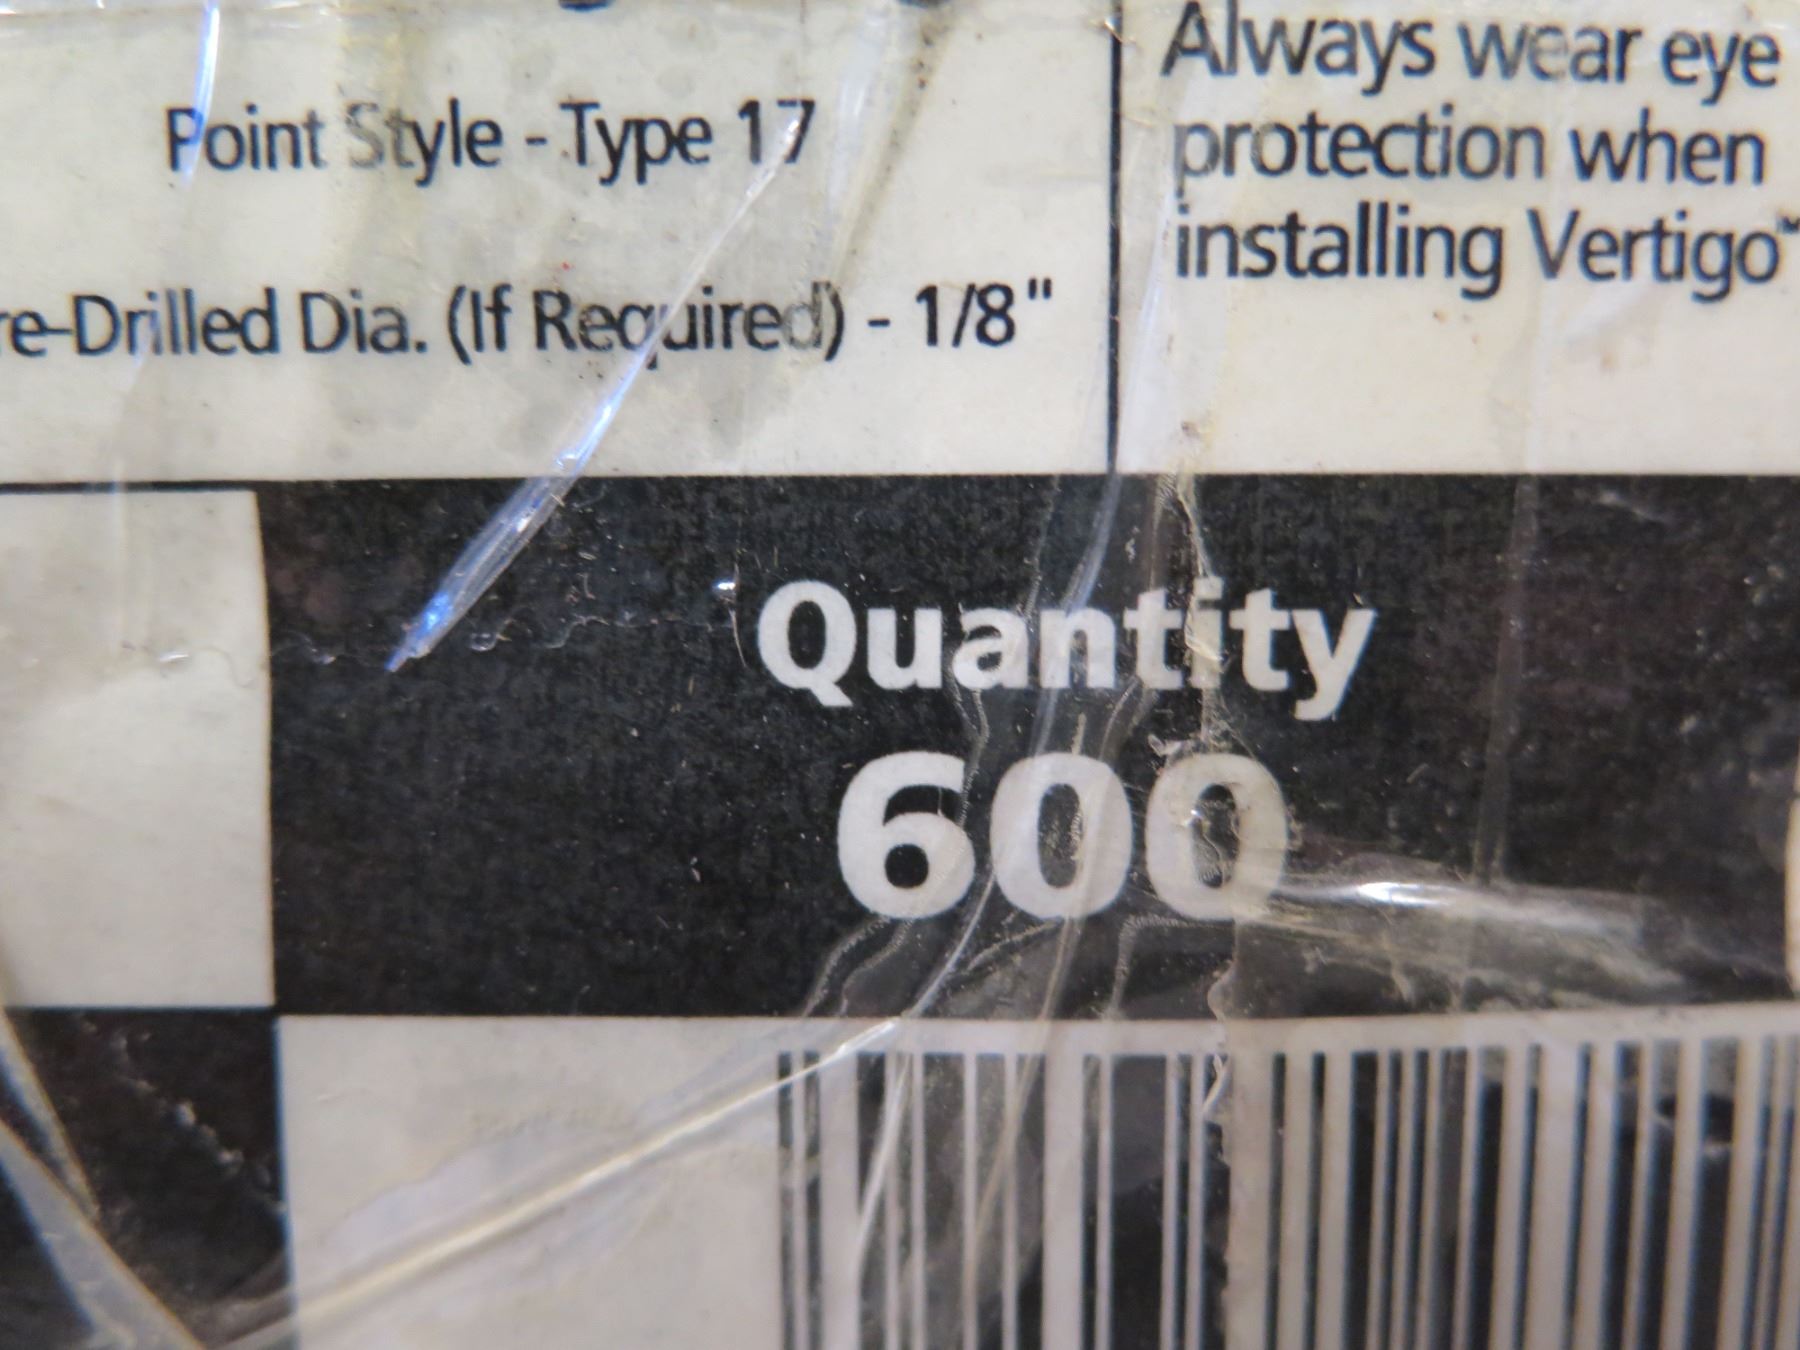 Point Style - Type 17
re-Drilled Dia. (If Required) - 1/8"
Always wear eye
protection when
installing Vertigo™
Quantity
600